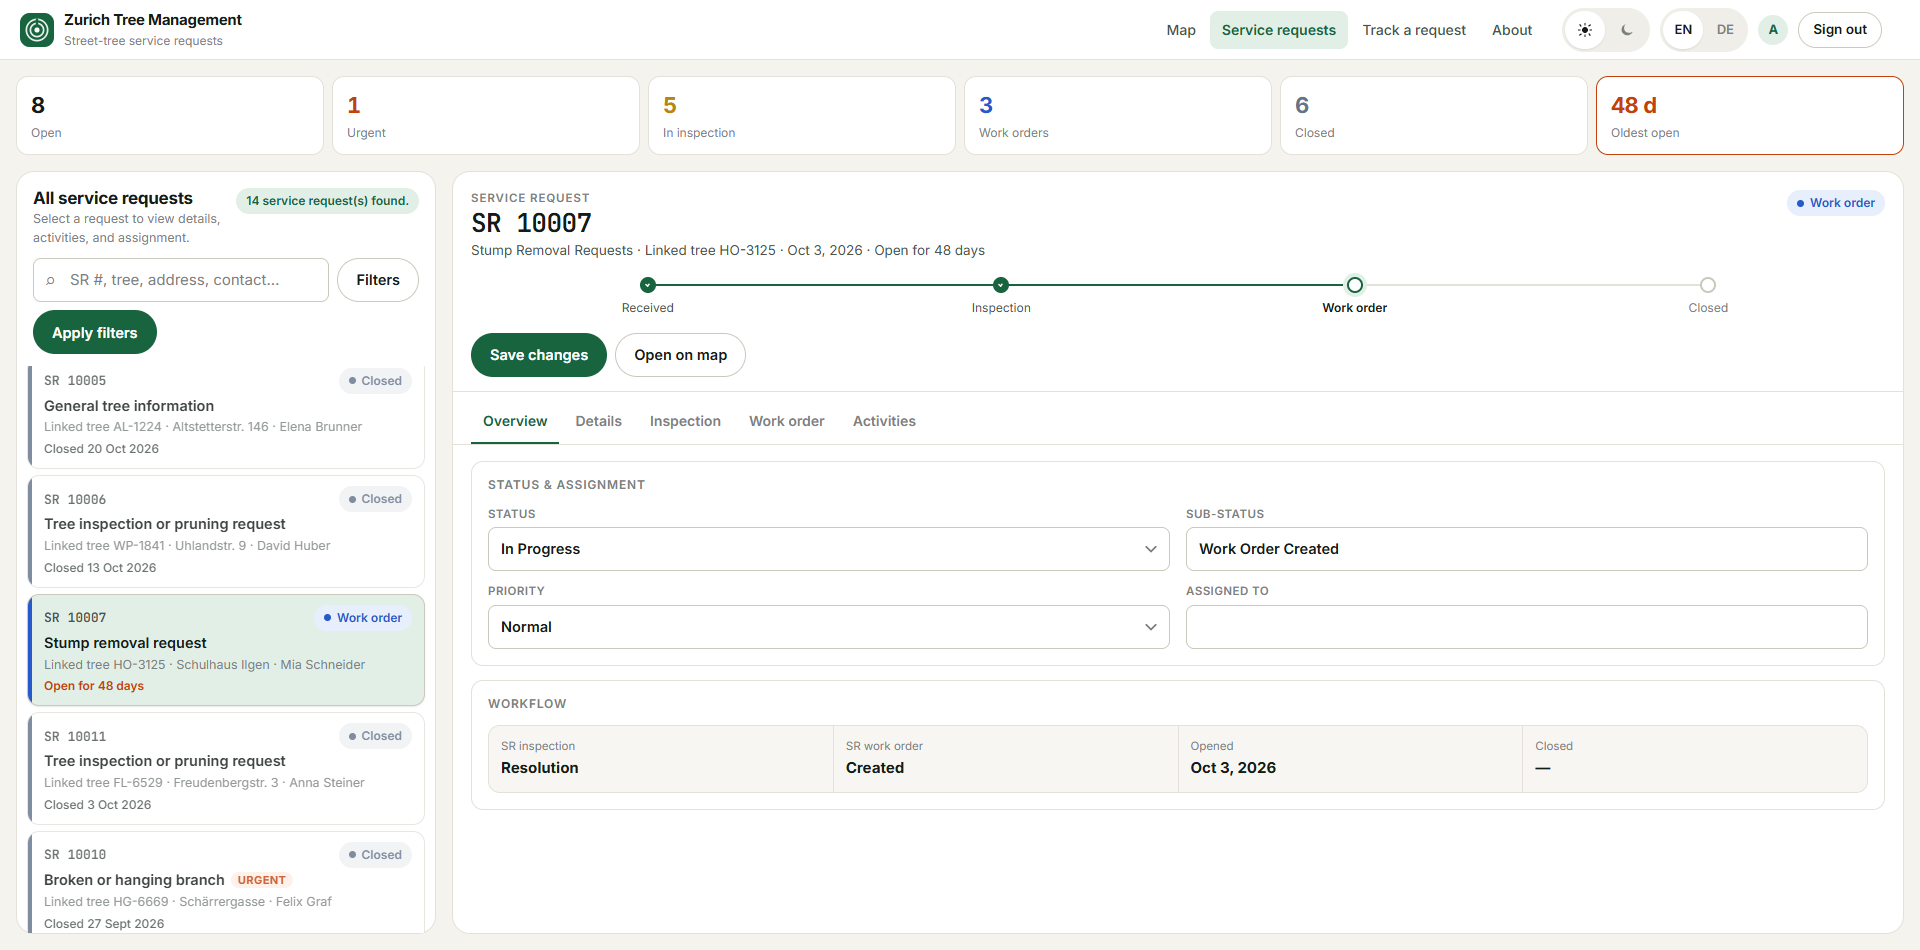 Zurich Tree Management
Street-tree service requests
Map
Service requests
Track a request
About
EN
DE
A
Sign out
8
Open
1
Urgent
5
In inspection
3
Work orders
6
Closed
48 d
Oldest open
All service requests
14 service request(s) found.
Select a request to view details,
activities, and assignment.
SR #, tree, address, contact...
Filters
Apply filters
SR 10005
Closed
General tree information
Linked tree AL-1224 · Altstetterstr. 146 · Elena Brunner
Closed 20 Oct 2026
SR 10006
Closed
Tree inspection or pruning request
Linked tree WP-1841 · Uhlandstr. 9 · David Huber
Closed 13 Oct 2026
SR 10007
Work order
Stump removal request
Linked tree HO-3125 · Schulhaus Ilgen · Mia Schneider
Open for 48 days
SR 10011
Closed
Tree inspection or pruning request
Linked tree FL-6529 · Freudenbergstr. 3 · Anna Steiner
Closed 3 Oct 2026
SR 10010
Closed
Broken or hanging branch URGENT
Linked tree HG-6669 · Schärrergasse · Felix Graf
Closed 27 Sept 2026
SERVICE REQUEST
SR 10007
Work order
Stump Removal Requests · Linked tree HO-3125 · Oct 3, 2026 · Open for 48 days
Received
Inspection
Work order
Closed
Save changes
Open on map
Overview
Details
Inspection
Work order
Activities
STATUS & ASSIGNMENT
STATUS
SUB-STATUS
In Progress
Work Order Created
PRIORITY
ASSIGNED TO
Normal
WORKFLOW
SR inspection
SR work order
Opened
Closed
Resolution
Created
Oct 3, 2026
—